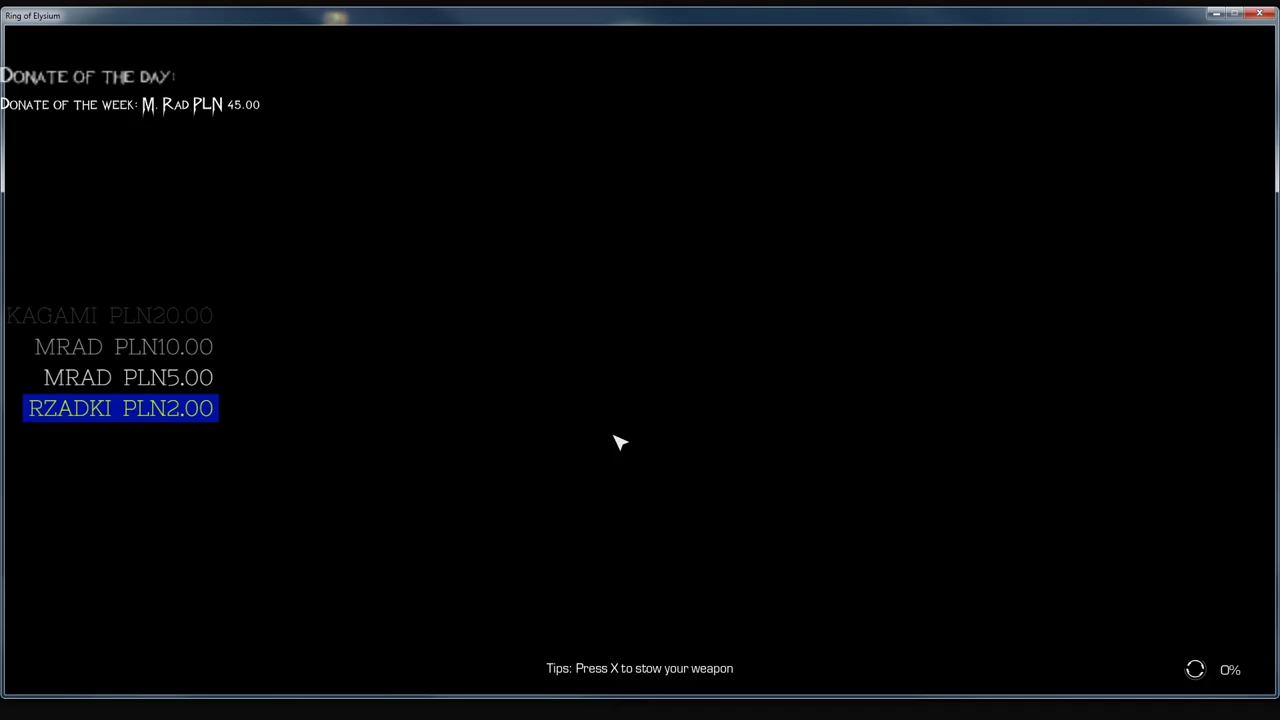 Ring of Elysium
Donate of the day:
Donate of the week: M. Rad PLN 45.00
KAGAMI PLN20.00
MRAD PLN10.00
MRAD PLN5.00
RZADKI PLN2.00
Tips: Press X to stow your weapon
0%